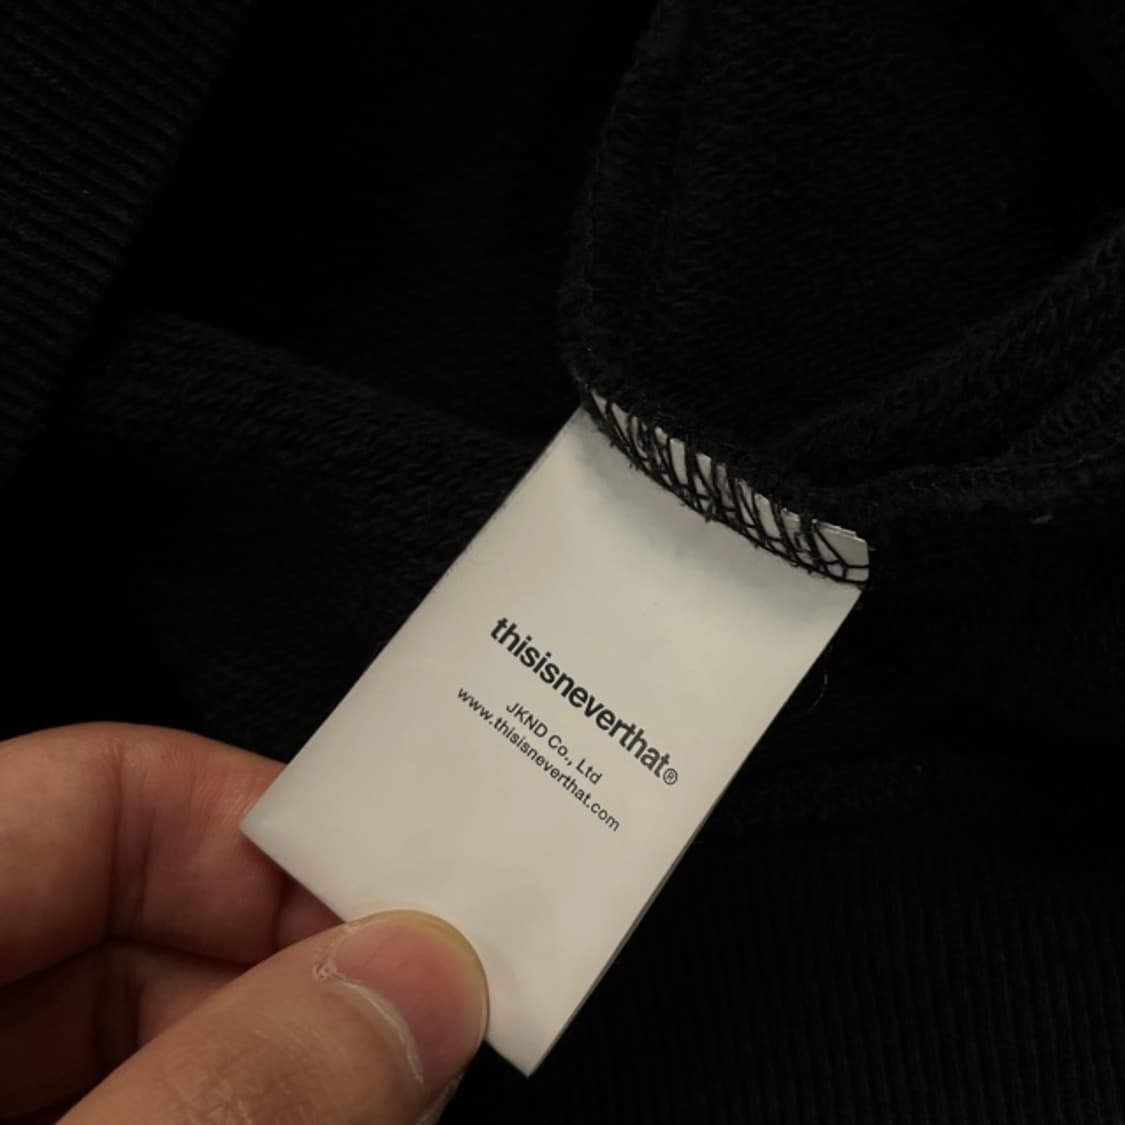 thisisneverthat®
JKND Co., Ltd
www.thisisneverthat.com